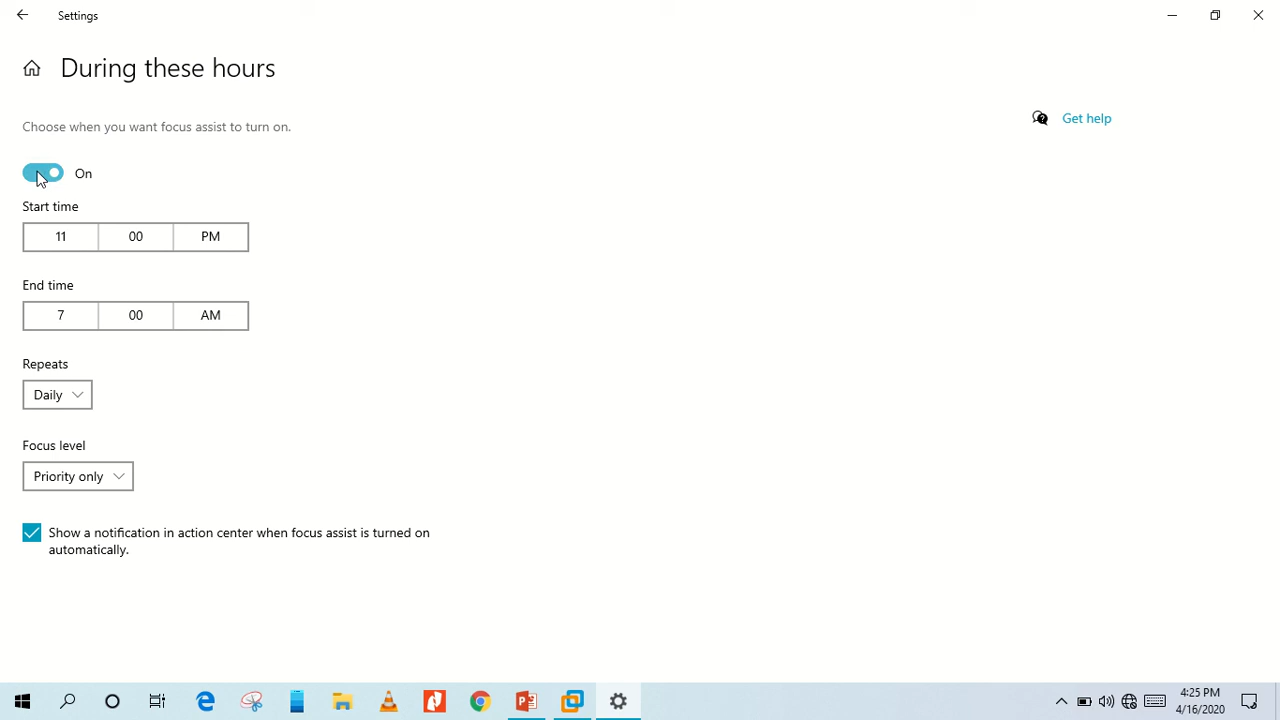 Settings
During these hours
Choose when you want focus assist to turn on.
Get help
On
Start time
11 00 PM
End time
7 00 AM
Repeats
Daily
Focus level
Priority only
Show a notification in action center when focus assist is turned on
automatically.
4:25 PM
4/16/2020